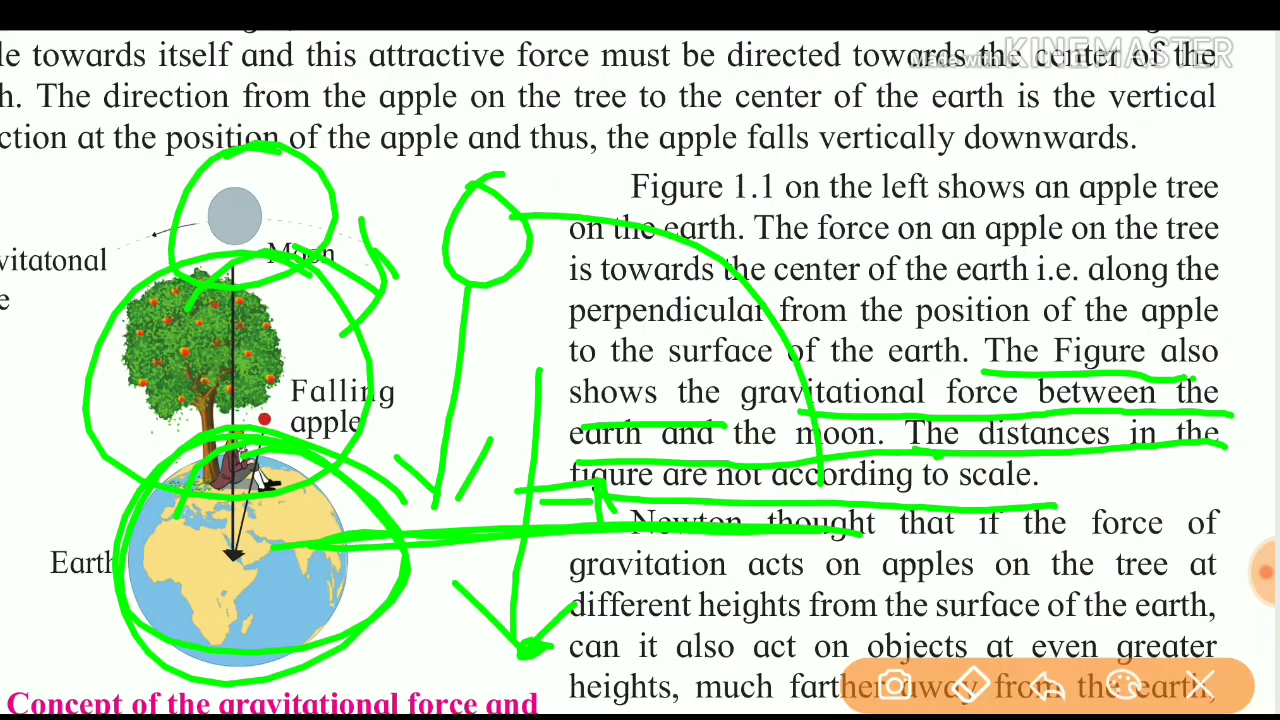 le towards itself and this attractive force must be directed towards the center of the
Made with KINEMASTER
h. The direction from the apple on the tree to the center of the earth is the vertical
ction at the position of the apple and thus, the apple falls vertically downwards.
vitatonal
e
Moon
Falling
apple
Earth
Concept of the gravitational force and
Figure 1.1 on the left shows an apple tree
on the earth. The force on an apple on the tree
is towards the center of the earth i.e. along the
perpendicular from the position of the apple
to the surface of the earth. The Figure also
shows the gravitational force between the
earth and the moon. The distances in the
figure are not according to scale.
Newton thought that if the force of
gravitation acts on apples on the tree at
different heights from the surface of the earth,
can it also act on objects at even greater
heights, much farther away from the earth,